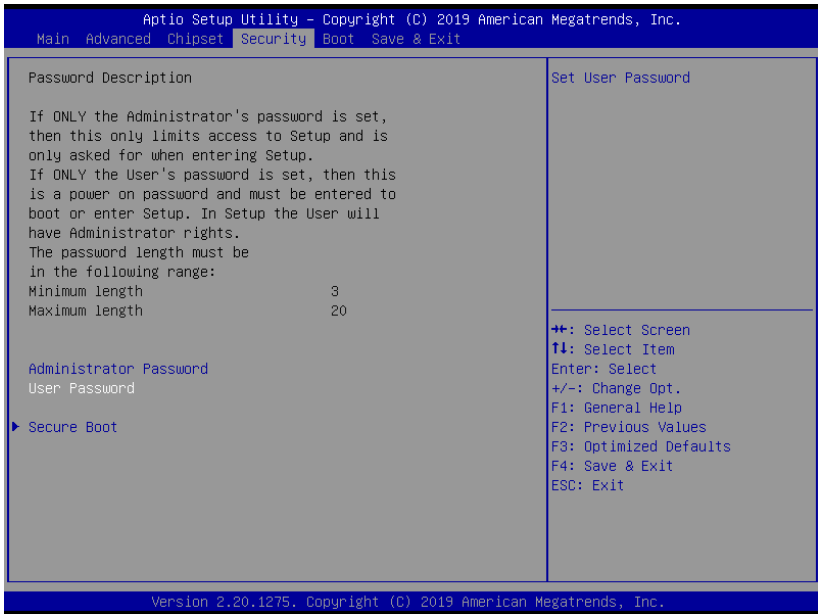 Aptio Setup Utility – Copyright (C) 2019 American Megatrends, Inc.
Main Advanced Chipset Security Boot Save & Exit
Password Description
If ONLY the Administrator's password is set,
then this only limits access to Setup and is
only asked for when entering Setup.
If ONLY the User's password is set, then this
is a power on password and must be entered to
boot or enter Setup. In Setup the User will
have Administrator rights.
The password length must be
in the following range:
Minimum length 3
Maximum length 20
Administrator Password
User Password
Secure Boot
Set User Password
→←: Select Screen
↑↓: Select Item
Enter: Select
+/-: Change Opt.
F1: General Help
F2: Previous Values
F3: Optimized Defaults
F4: Save & Exit
ESC: Exit
Version 2.20.1275. Copyright (C) 2019 American Megatrends, Inc.